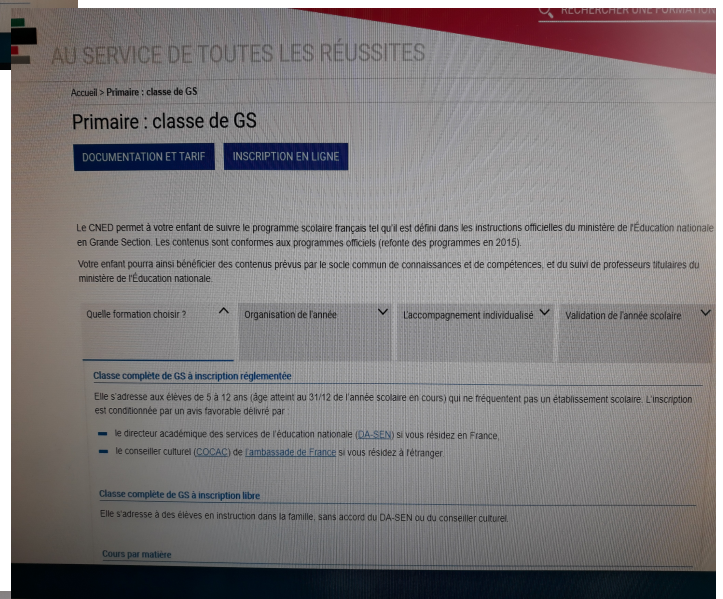 RECHERCHER UNE FORMATION
AU SERVICE DE TOUTES LES RÉUSSITES
Accueil > Primaire : classe de GS
Primaire : classe de GS
DOCUMENTATION ET TARIF INSCRIPTION EN LIGNE
Le CNED permet à votre enfant de suivre le programme scolaire français tel qu'il est défini dans les instructions officielles du ministère de l'Éducation nationale
en Grande Section. Les contenus sont conformes aux programmes officiels (refonte des programmes en 2015).
Votre enfant pourra ainsi bénéficier des contenus prévus par le socle commun de connaissances et de compétences, et du suivi de professeurs titulaires du
ministère de l'Éducation nationale.
Quelle formation choisir ? Organisation de l'année L'accompagnement individualisé Validation de l'année scolaire
Classe complète de GS à inscription réglementée
Elle s'adresse aux élèves de 5 à 12 ans (âge atteint au 31/12 de l'année scolaire en cours) qui ne fréquentent pas un établissement scolaire. L'inscription
est conditionnée par un avis favorable délivré par :
le directeur académique des services de l'éducation nationale (DA-SEN) si vous résidez en France,
le conseiller culturel (COCAC) de l'ambassade de France si vous résidez à l'étranger.
Classe complète de GS à inscription libre
Elle s'adresse à des élèves en instruction dans la famille, sans accord du DA-SEN ou du conseiller culturel.
Cours par matière